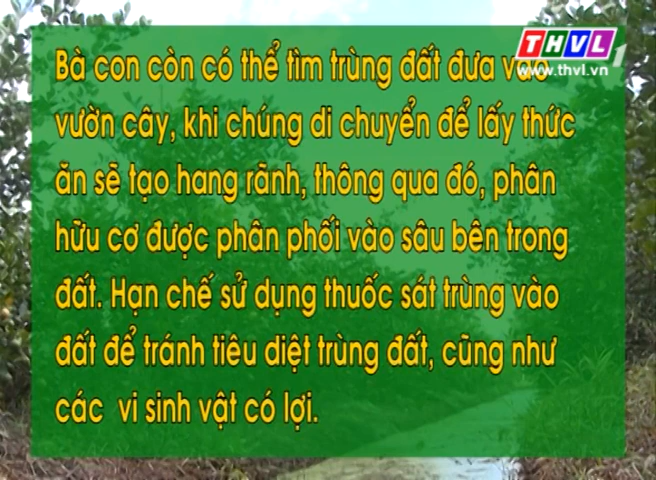 THVL1
www.thvl.vn
Bà con còn có thể tìm trùng đất đưa vào
vườn cây, khi chúng di chuyển để lấy thức
ăn sẽ tạo hang rãnh, thông qua đó, phân
hữu cơ được phân phối vào sâu bên trong
đất. Hạn chế sử dụng thuốc sát trùng vào
đất để tránh tiêu diệt trùng đất, cũng như
các  vi sinh vật có lợi.